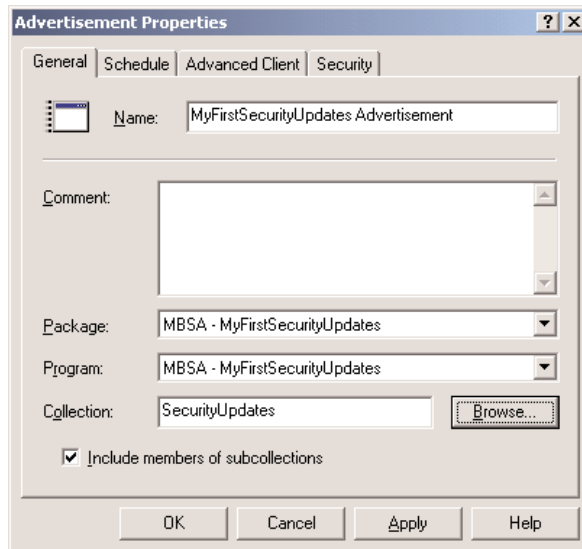 Advertisement Properties
General Schedule Advanced Client Security
Name: MyFirstSecurityUpdates Advertisement
Comment:
Package: MBSA - MyFirstSecurityUpdates
Program: MBSA - MyFirstSecurityUpdates
Collection: SecurityUpdates Browse...
Include members of subcollections
OK Cancel Apply Help